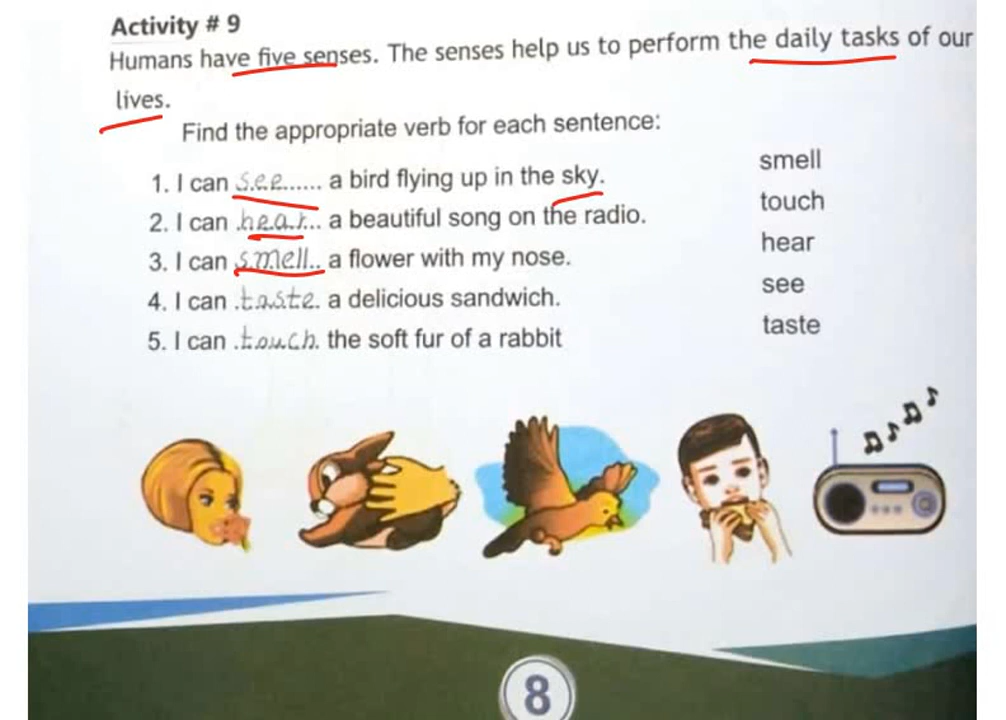 Activity # 9
Humans have five senses. The senses help us to perform the daily tasks of our
lives.
Find the appropriate verb for each sentence:
1. I can see...... a bird flying up in the sky.
2. I can .hear... a beautiful song on the radio.
3. I can smell.. a flower with my nose.
4. I can .taste. a delicious sandwich.
5. I can .touch. the soft fur of a rabbit
smell
touch
hear
see
taste
8